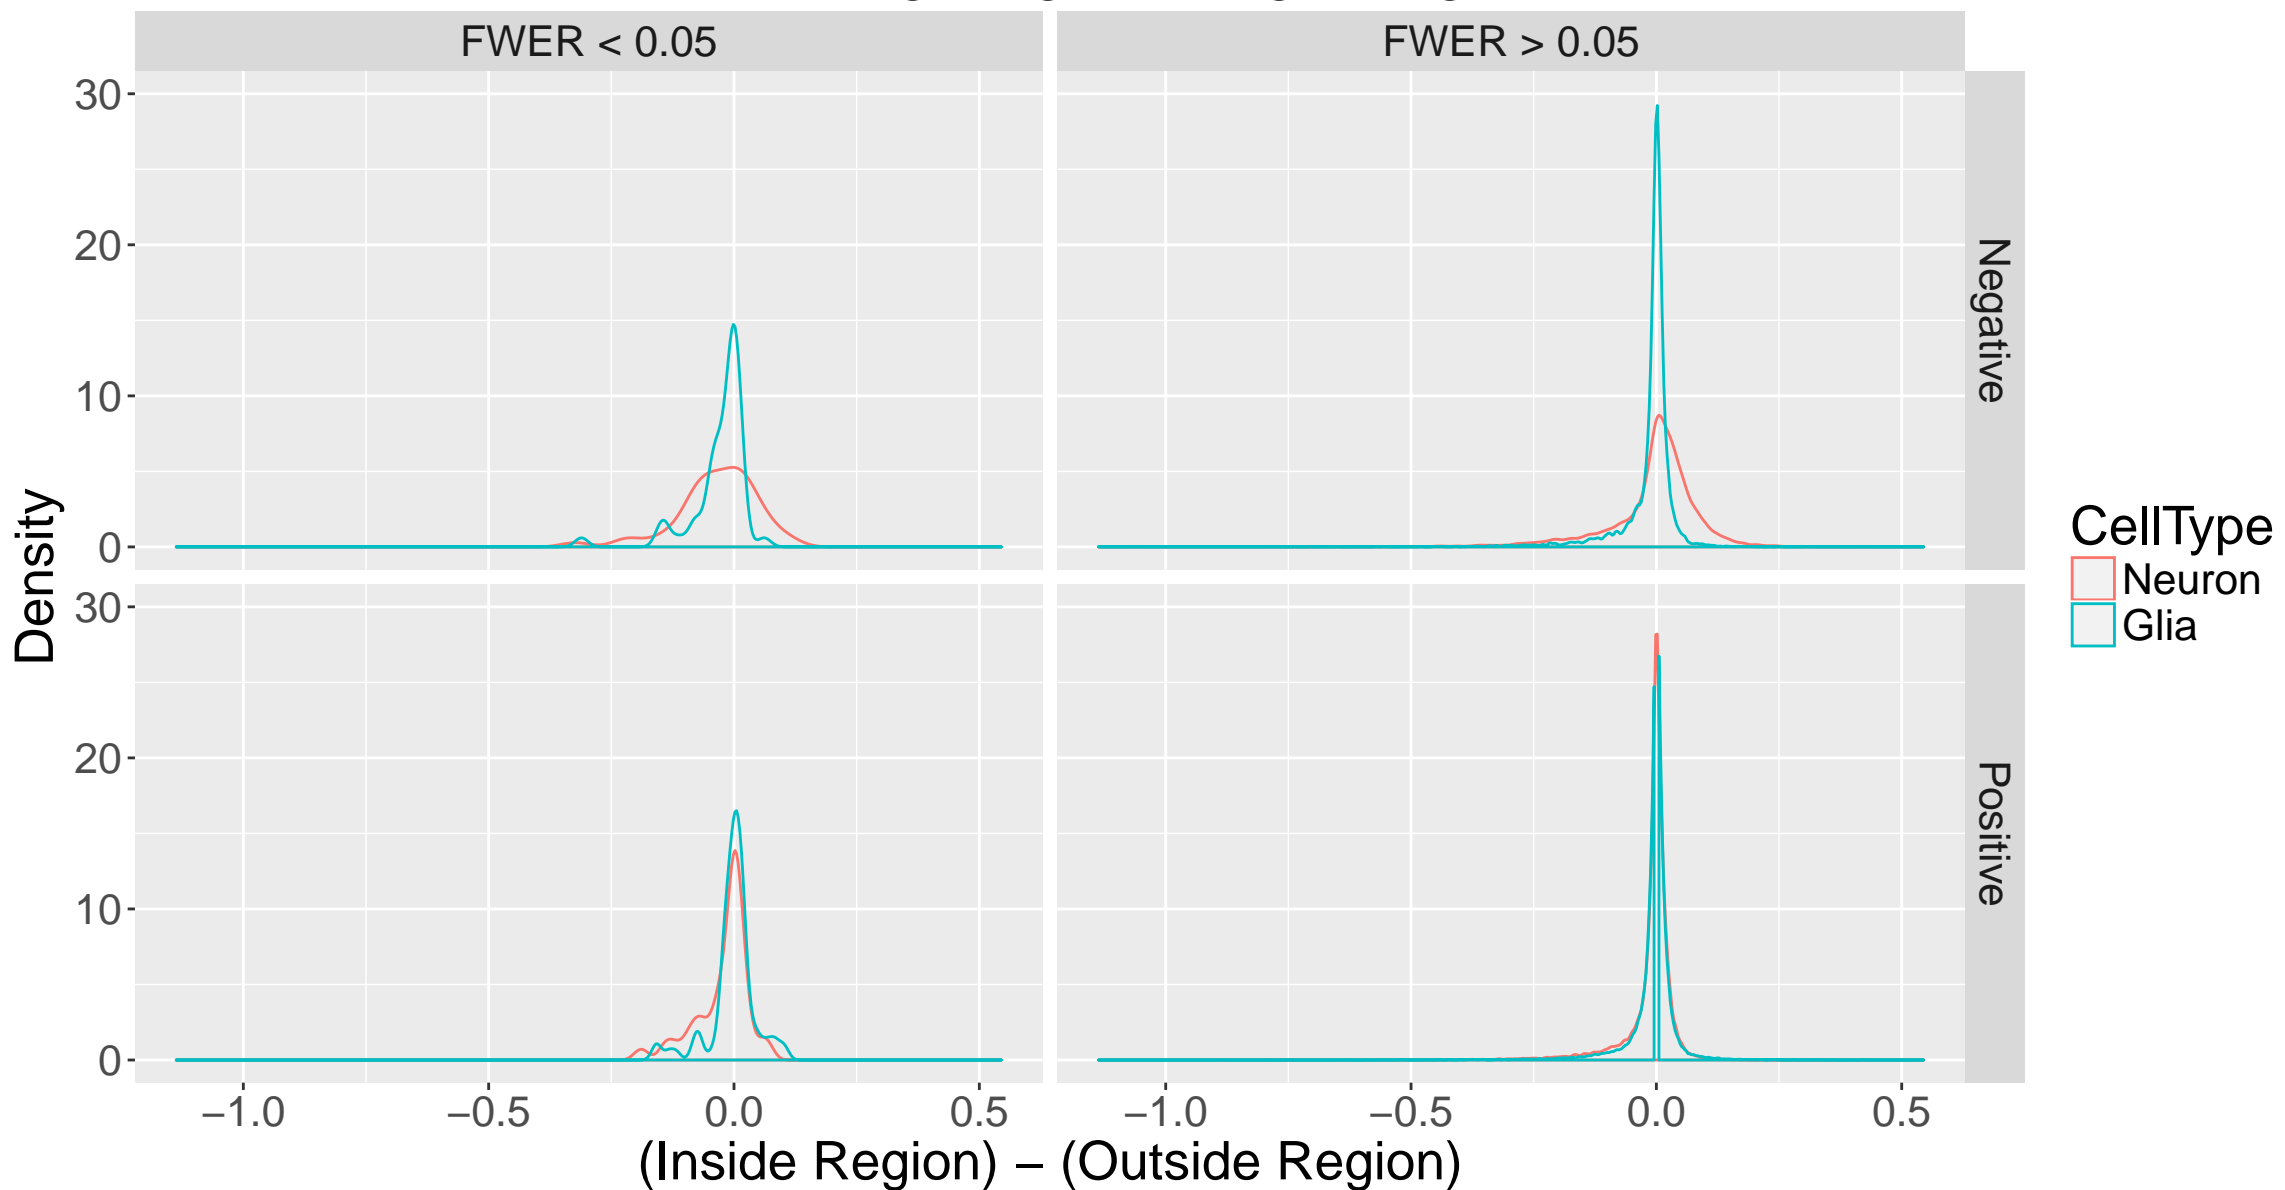 FWER < 0.05
FWER > 0.05
30
20
10
0
Negative
Density
CellType
Neuron
Glia
30
20
10
0
Positive
−1.0
−0.5
0.0
0.5
−1.0
−0.5
0.0
0.5
(Inside Region) – (Outside Region)